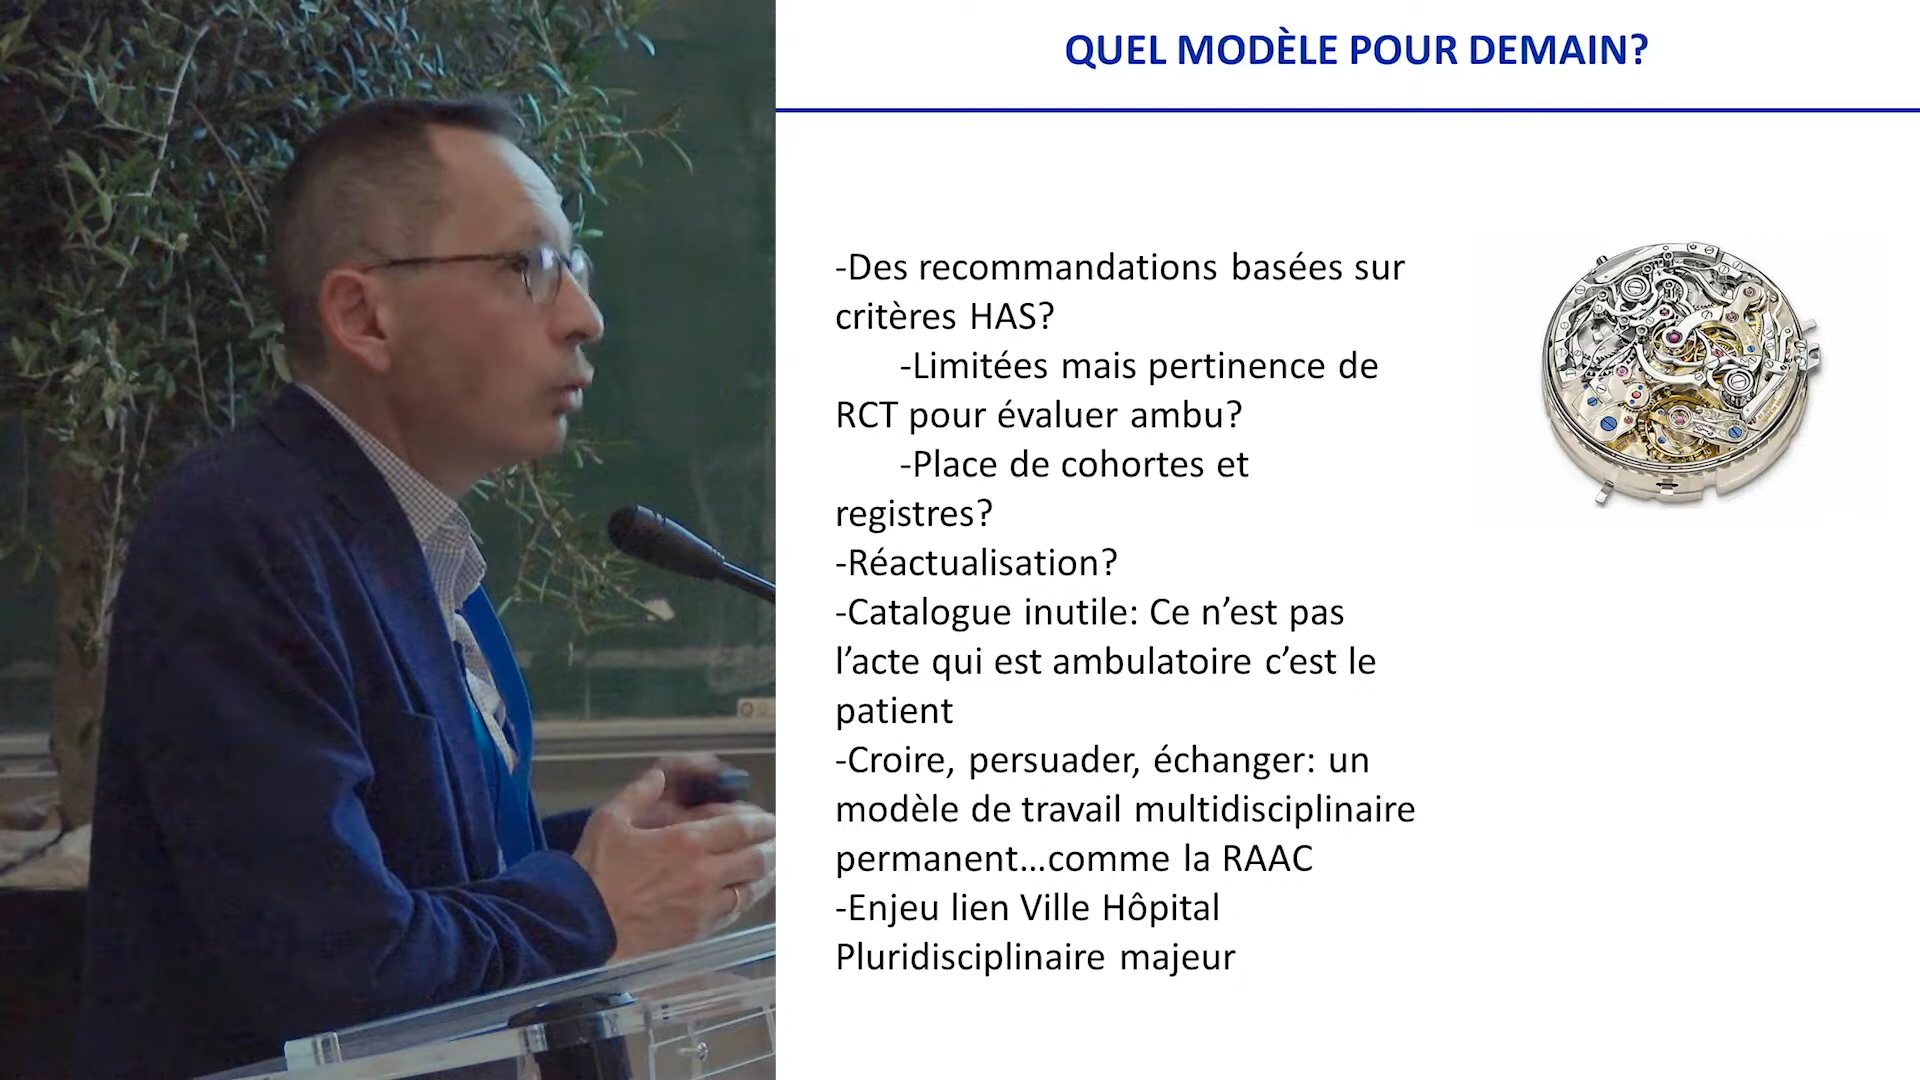 QUEL MODÈLE POUR DEMAIN?
-Des recommandations basées sur
critères HAS?
-Limitées mais pertinence de
RCT pour évaluer ambu?
-Place de cohortes et
registres?
-Réactualisation?
-Catalogue inutile: Ce n’est pas
l’acte qui est ambulatoire c’est le
patient
-Croire, persuader, échanger: un
modèle de travail multidisciplinaire
permanent...comme la RAAC
-Enjeu lien Ville Hôpital
Pluridisciplinaire majeur